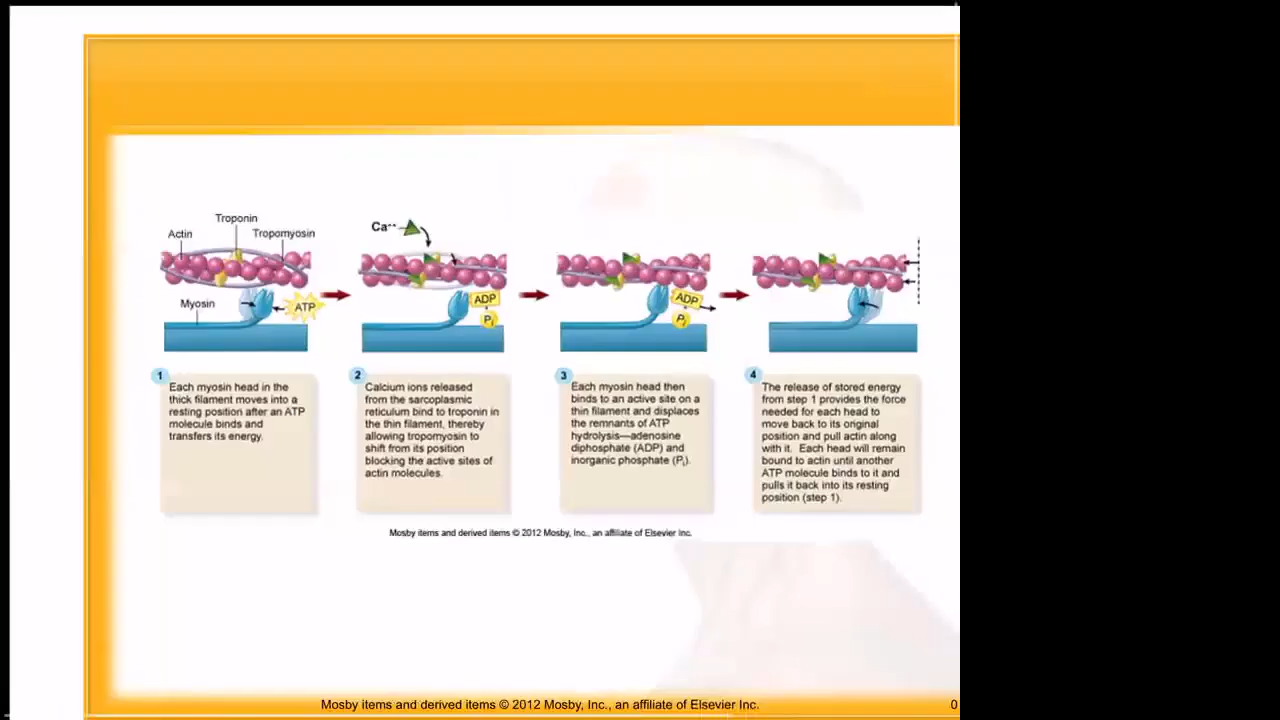 Troponin
Actin
Tropomyosin
Myosin
ATP
Ca++
ADP
Pi
ADP
Pi
1
Each myosin head in the
thick filament moves into a
resting position after an ATP
molecule binds and
transfers its energy.
2
Calcium ions released
from the sarcoplasmic
reticulum bind to troponin in
the thin filament, thereby
allowing tropomyosin to
shift from its position
blocking the active sites of
actin molecules.
3
Each myosin head then
binds to an active site on a
thin filament and displaces
the remnants of ATP
hydrolysis—adenosine
diphosphate (ADP) and
inorganic phosphate (Pi).
4
The release of stored energy
from step 1 provides the force
needed for each head to
move back to its original
position and pull actin along
with it. Each head will remain
bound to actin until another
ATP molecule binds to it and
pulls it back into its resting
position (step 1).
Mosby items and derived items © 2012 Mosby, Inc., an affiliate of Elsevier Inc.
Mosby items and derived items © 2012 Mosby, Inc., an affiliate of Elsevier Inc.
0